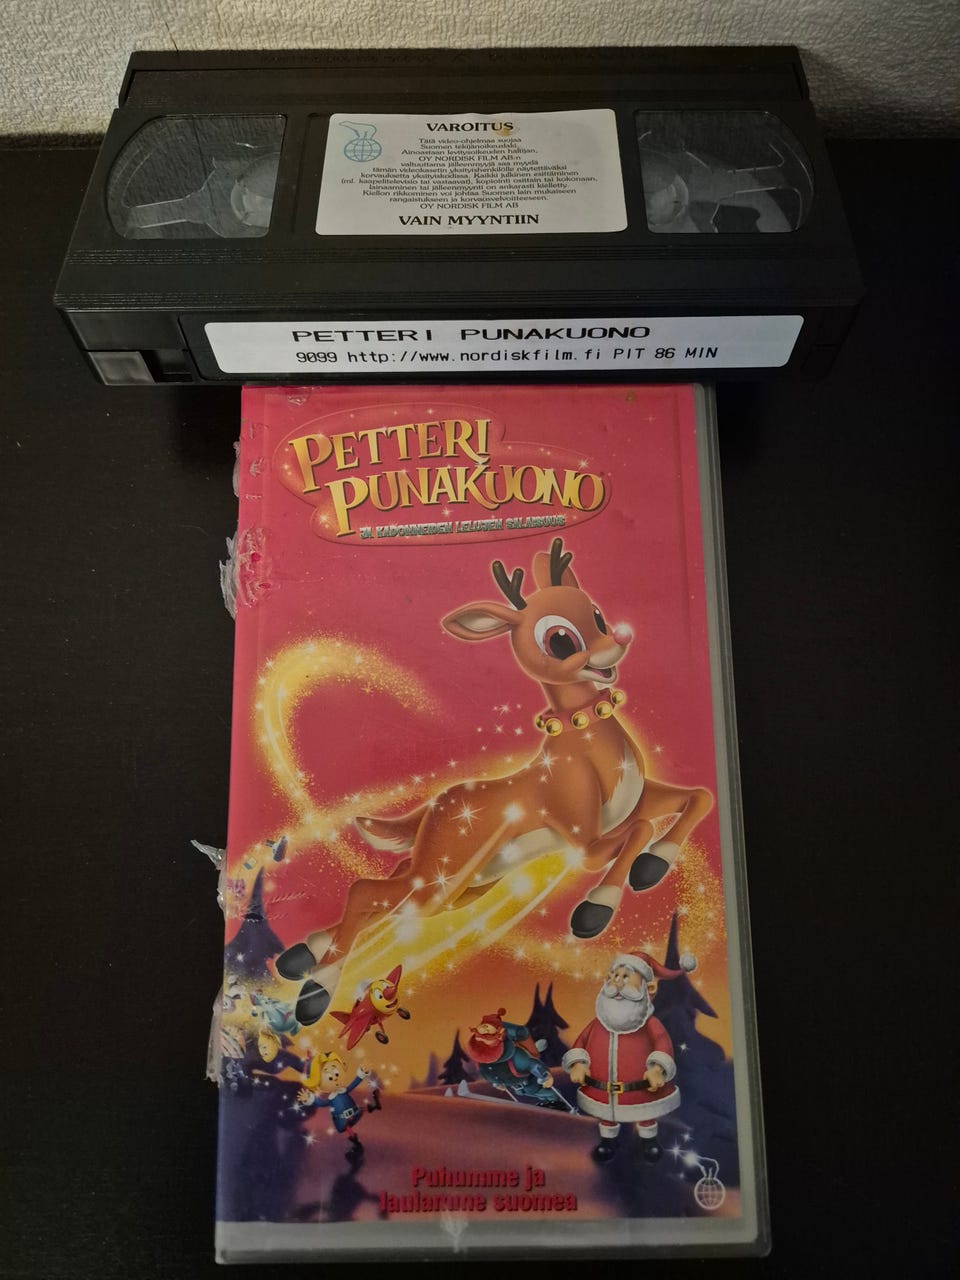 VAROITUS
Tätä video-ohjelmaa suojaa
Suomen tekijänoikeuslaki.
Ainoastaan levitysoikeuden haltijan,
OY NORDISK FILM AB:n
valtuuttama jälleenmyyjä saa myydä
tämän videokasetin yksityishenkilölle näytettäväksi
korvauksetta yksityiskodissa. Kaikki julkinen esittäminen
(ml. kaapelitelevisio tai vastaavat), kopiointi osittain tai kokonaan,
lainaaminen tai jälleenmyynti on ankarasti kielletty.
Kiellon rikkominen voi johtaa Suomen lain mukaiseen
rangaistukseen ja korvausvelvoitteeseen.
OY NORDISK FILM AB
VAIN MYYNTIIN
PETTERI PUNAKUONO
9099 http://www.nordiskfilm.fi PIT 86 MIN
PETTERI
PUNAKUONO
JA KADONNEIDEN LELUJEN SALAISUUS
Puhumme ja
laulamme suomea